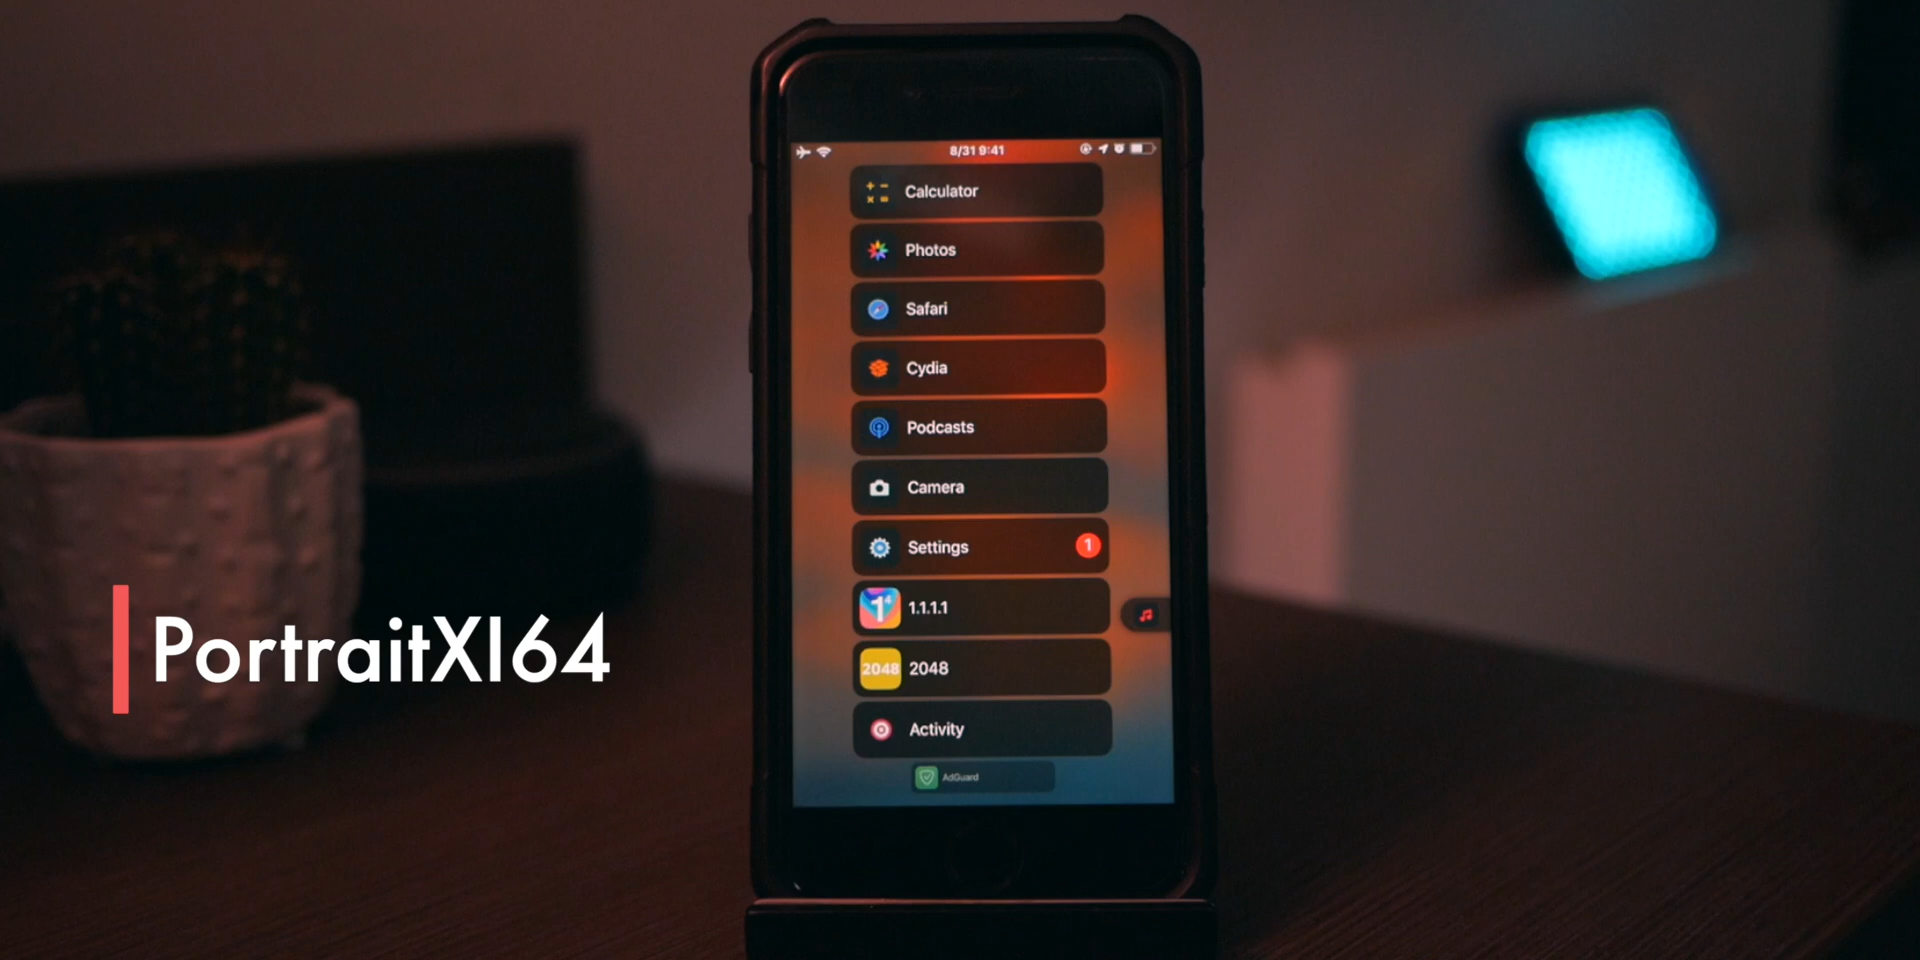 8/31 9:41
Calculator
Photos
Safari
Cydia
Podcasts
Camera
Settings
1
1⁴ 1.1.1.1
2048 2048
Activity
AdGuard
PortraitXI64